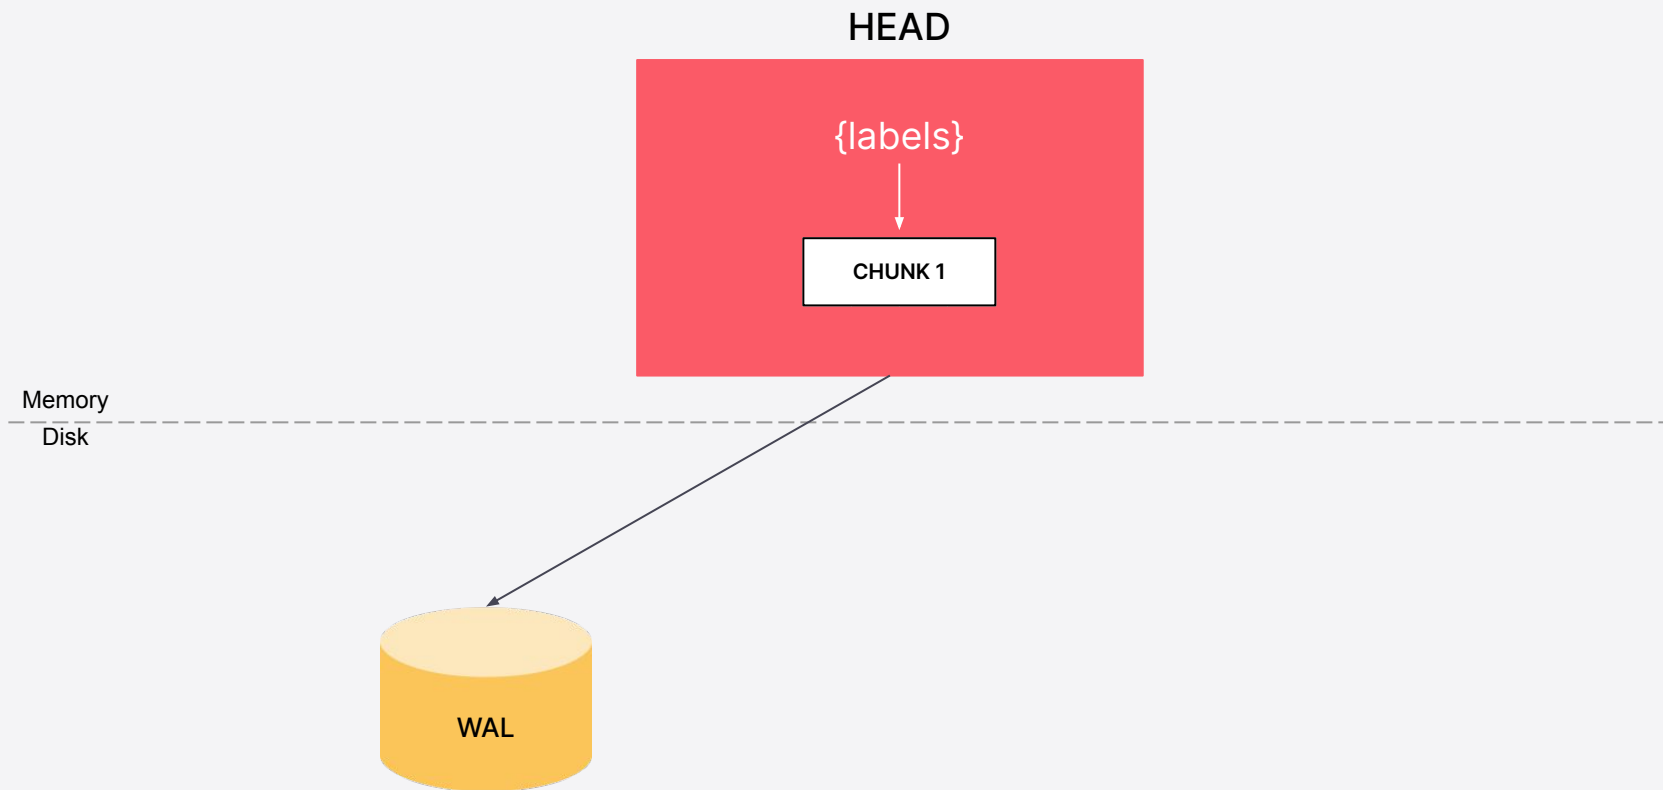 HEAD
{labels}
CHUNK 1
Memory
Disk
WAL